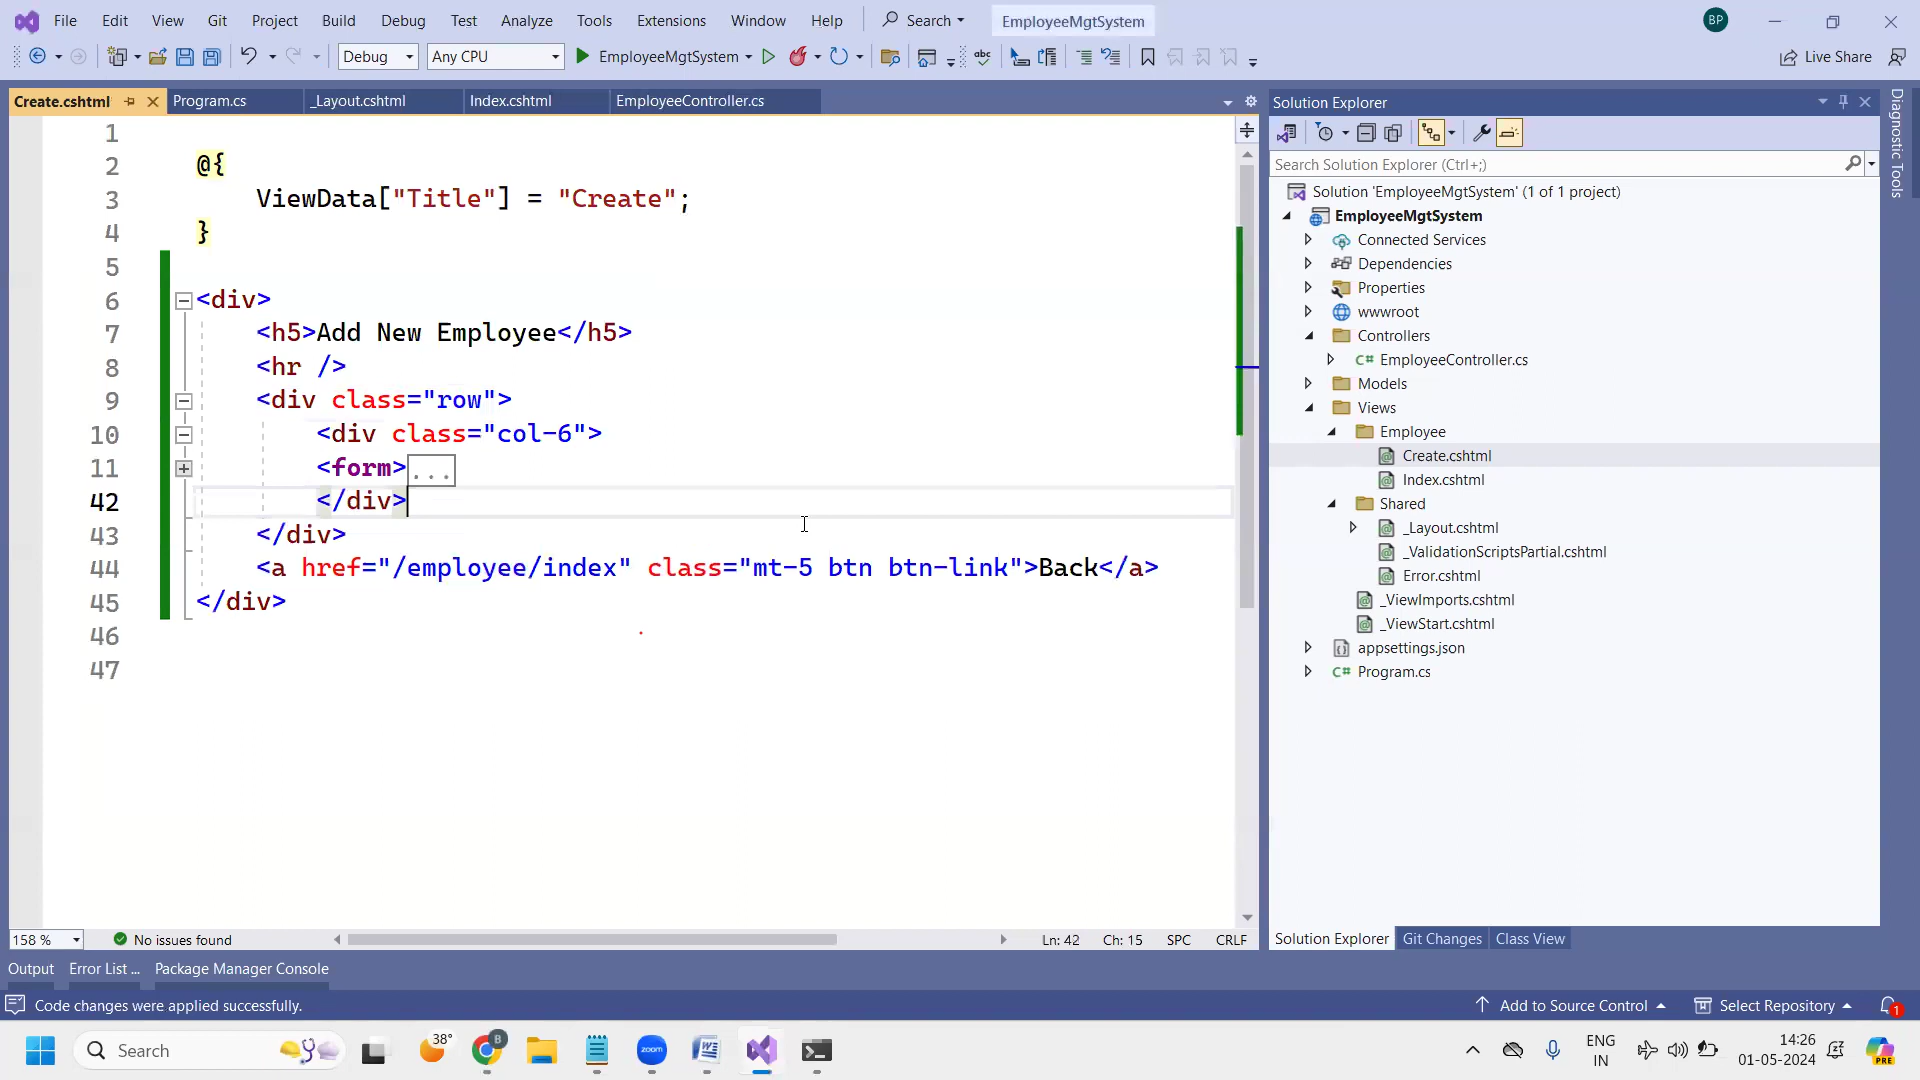 File Edit View Git Project Build Debug Test Analyze Tools Extensions Window Help Search EmployeeMgtSystem BP
Debug Any CPU EmployeeMgtSystem Live Share
Create.cshtml Program.cs _Layout.cshtml Index.cshtml EmployeeController.cs
1
2 @{
3 ViewData["Title"] = "Create";
4 }
5
6 <div>
7 <h5>Add New Employee</h5>
8 <hr />
9 <div class="row">
10 <div class="col-6">
11 <form>...
42 </div>
43 </div>
44 <a href="/employee/index" class="mt-5 btn btn-link">Back</a>
45 </div>
46
47
158 % No issues found Ln: 42 Ch: 15 SPC CRLF
Solution Explorer
Search Solution Explorer (Ctrl+;)
Solution 'EmployeeMgtSystem' (1 of 1 project)
EmployeeMgtSystem
Connected Services
Dependencies
Properties
wwwroot
Controllers
C# EmployeeController.cs
Models
Views
Employee
Create.cshtml
Index.cshtml
Shared
_Layout.cshtml
_ValidationScriptsPartial.cshtml
Error.cshtml
_ViewImports.cshtml
_ViewStart.cshtml
appsettings.json
C# Program.cs
Solution Explorer Git Changes Class View
Diagnostic Tools
Output Error List ... Package Manager Console
Code changes were applied successfully. Add to Source Control Select Repository 1
Search 38° B zoom ENG IN 14:26 01-05-2024 PRE